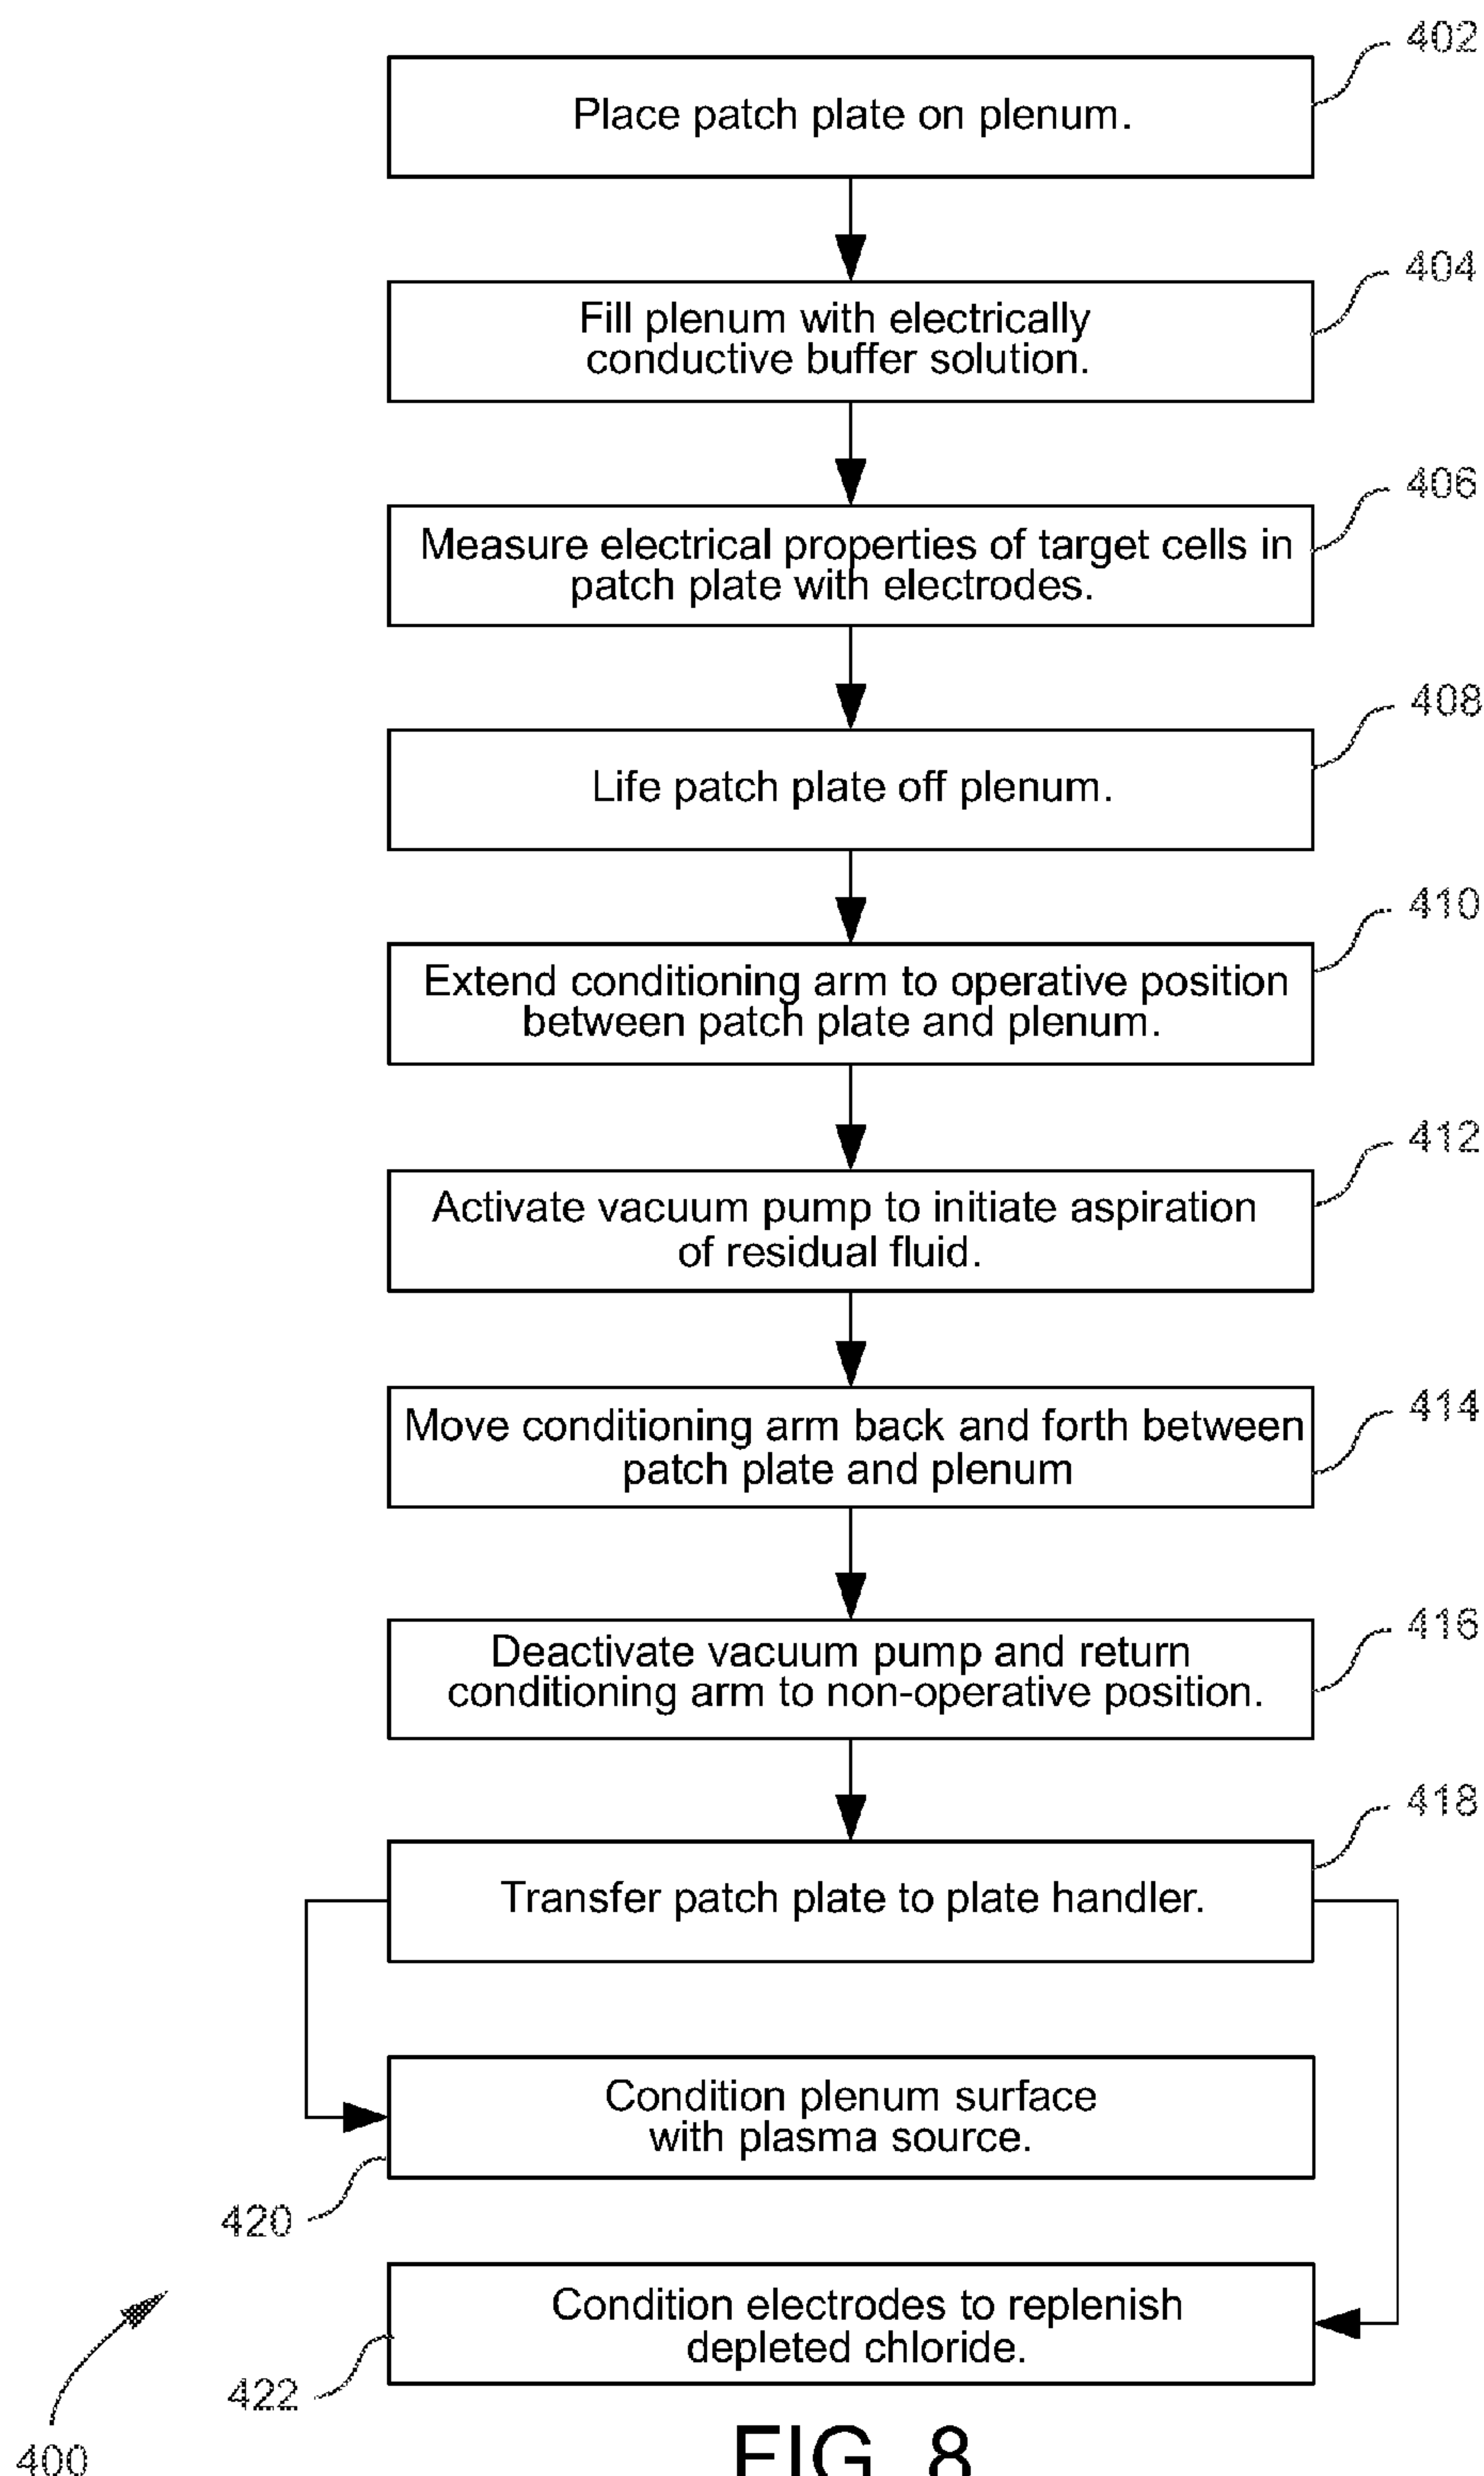 402
Place patch plate on plenum.
404
Fill plenum with electrically
conductive buffer solution.
406
Measure electrical properties of target cells in
patch plate with electrodes.
408
Life patch plate off plenum.
410
Extend conditioning arm to operative position
between patch plate and plenum.
412
Activate vacuum pump to initiate aspiration
of residual fluid.
414
Move conditioning arm back and forth between
patch plate and plenum
416
Deactivate vacuum pump and return
conditioning arm to non-operative position.
418
Transfer patch plate to plate handler.
Condition plenum surface
with plasma source.
420
Condition electrodes to replenish
depleted chloride.
422
400
FIG. 8